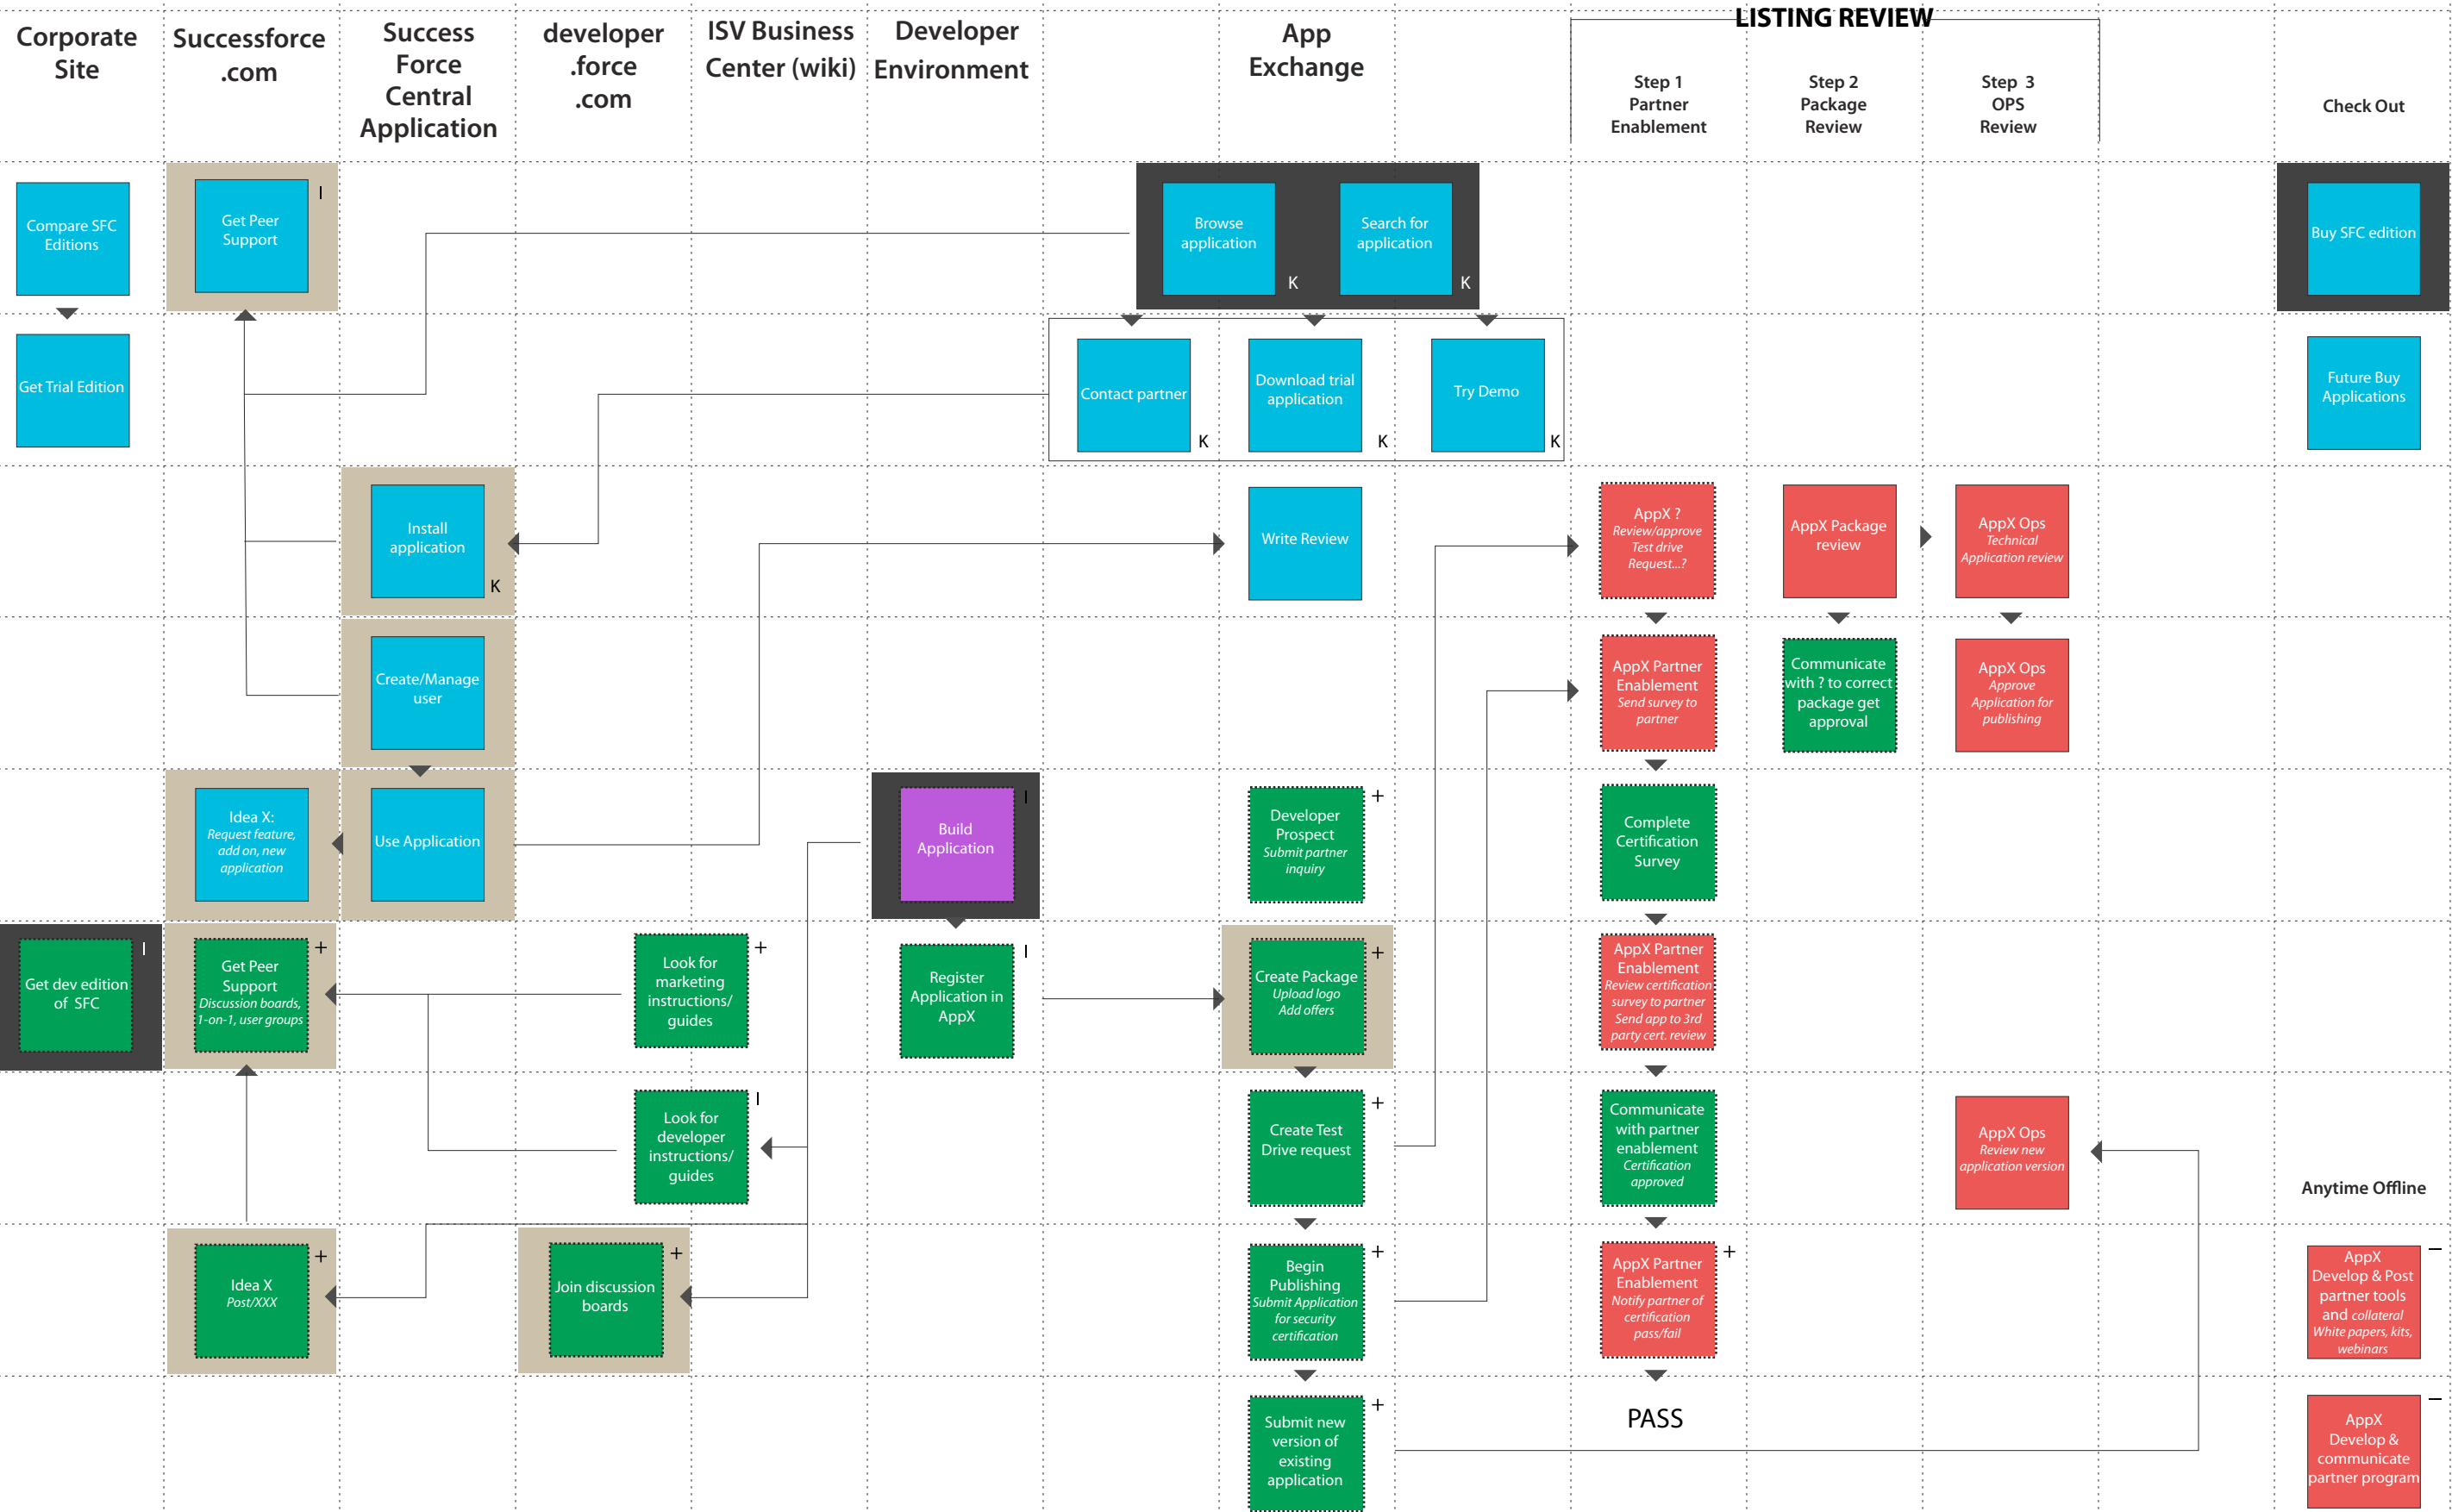 LISTING REVIEW
Corporate
Site
Successforce
.com
Success
Force
Central
Application
developer
.force
.com
ISV Business
Center (wiki)
Developer
Environment
App
Exchange
Step 1
Partner
Enablement
Step 2
Package
Review
Step 3
OPS
Review
Check Out
Compare SFC
Editions
Get Peer
Support
I
Browse
application
K
Search for
application
K
Buy SFC edition
Get Trial Edition
Contact partner
K
Download trial
application
K
Try Demo
K
Future Buy
Applications
Install
application
K
Write Review
AppX ?
Review/approve
Test drive
Request...?
AppX Package
review
AppX Ops
Technical
Application review
Create/Manage
user
AppX Partner
Enablement
Send survey to
partner
Communicate
with ? to correct
package get
approval
AppX Ops
Approve
Application for
publishing
Idea X:
Request feature,
add on, new
application
Use Application
Build
Application
I
Developer
Prospect
Submit partner
inquiry
+
Complete
Certification
Survey
Get dev edition
of SFC
I
Get Peer
Support
Discussion boards,
1-on-1, user groups
+
Look for
marketing
instructions/
guides
+
Register
Application in
AppX
I
Create Package
Upload logo
Add offers
+
AppX Partner
Enablement
Review certification
survey to partner
Send app to 3rd
party cert. review
Look for
developer
instructions/
guides
I
Create Test
Drive request
+
Communicate
with partner
enablement
Certification
approved
AppX Ops
Review new
application version
Anytime Offline
Idea X
Post/XXX
+
Join discussion
boards
+
Begin
Publishing
Submit Application
for security
certification
+
AppX Partner
Enablement
Notify partner of
certification
pass/fail
+
AppX
Develop & Post
partner tools
and collateral
White papers, kits,
webinars
–
Submit new
version of
existing
application
+
PASS
AppX
Develop &
communicate
partner program
–